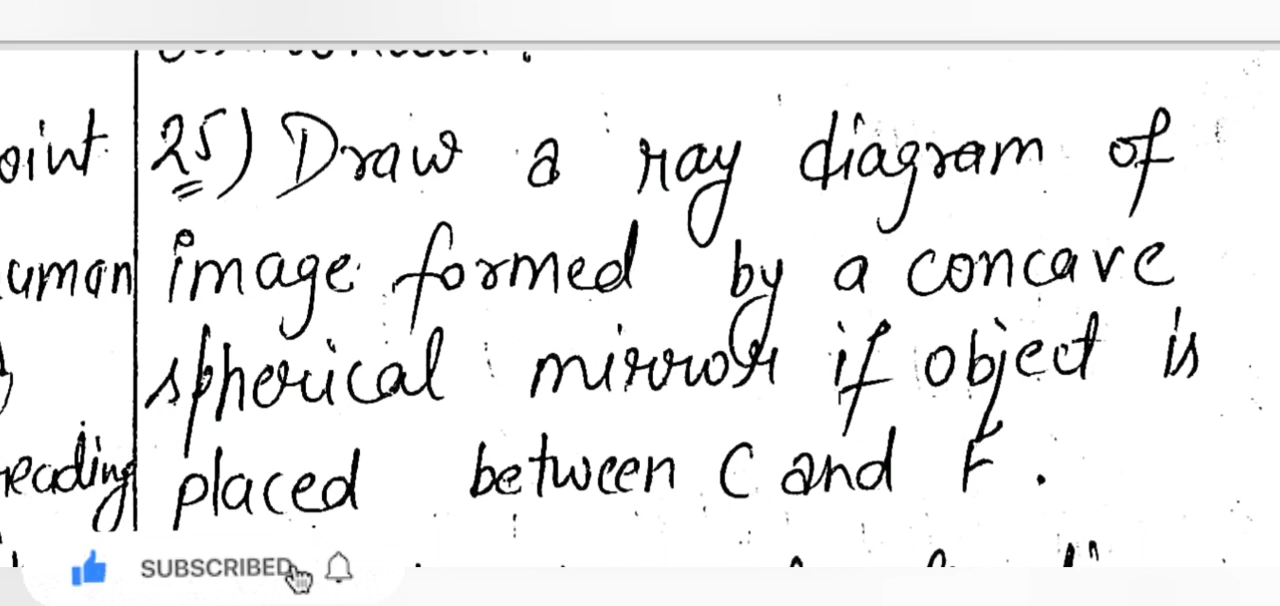 oint 25) Draw a ray diagram of
uman image formed by a concave
spherical mirror if object is
reading placed between C and F.
SUBSCRIBED